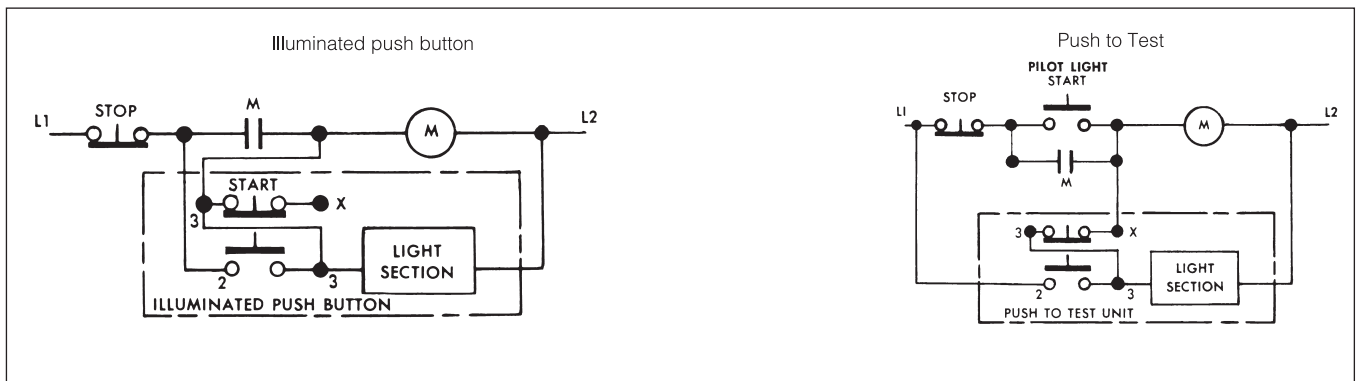 Illuminated push button
STOP
M
L1
M
L2
START
3
X
2
3
LIGHT
SECTION
ILLUMINATED PUSH BUTTON
Push to Test
PILOT LIGHT
START
STOP
L1
L2
M
M
3
X
2
3
LIGHT
SECTION
PUSH TO TEST UNIT